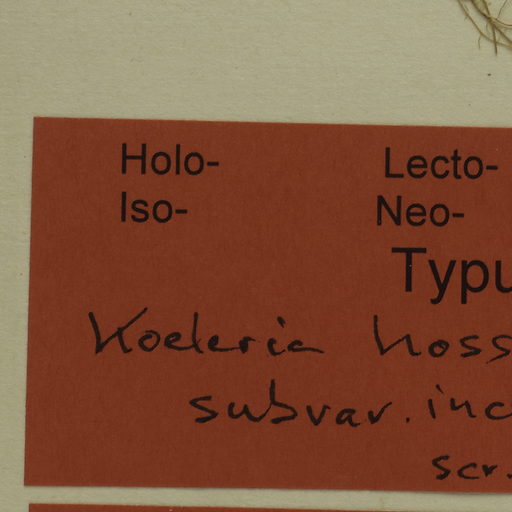 Holo- Lecto-
Iso- Neo-
Typu
Koeleria hoss
subvar. inc
scr.